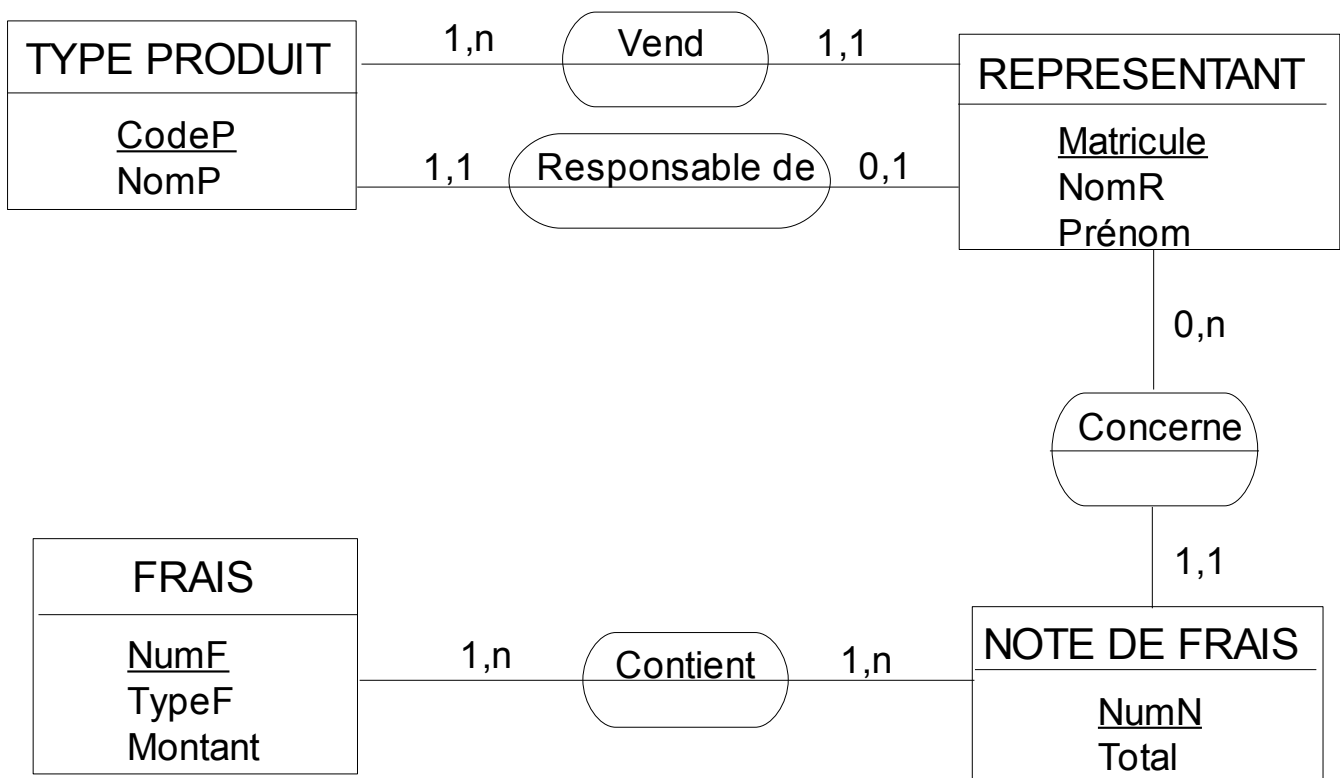 TYPE PRODUIT
CodeP
NomP
1,n
Vend
1,1
1,1
Responsable de
0,1
REPRESENTANT
Matricule
NomR
Prénom
0,n
Concerne
1,1
FRAIS
NumF
TypeF
Montant
1,n
Contient
1,n
NOTE DE FRAIS
NumN
Total